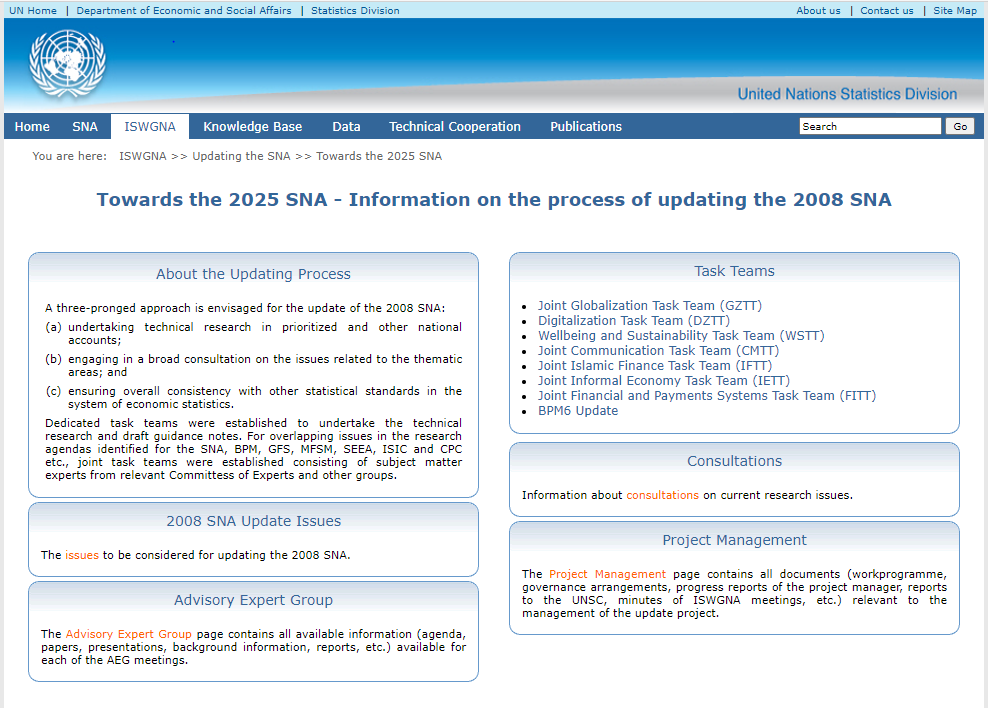 UN Home | Department of Economic and Social Affairs | Statistics Division
About us | Contact us | Site Map
United Nations Statistics Division
Home SNA ISWGNA Knowledge Base Data Technical Cooperation Publications Search Go
You are here: ISWGNA >> Updating the SNA >> Towards the 2025 SNA
Towards the 2025 SNA - Information on the process of updating the 2008 SNA
About the Updating Process
A three-pronged approach is envisaged for the update of the 2008 SNA:
(a) undertaking technical research in prioritized and other national
accounts;
(b) engaging in a broad consultation on the issues related to the thematic
areas; and
(c) ensuring overall consistency with other statistical standards in the
system of economic statistics.
Dedicated task teams were established to undertake the technical
research and draft guidance notes. For overlapping issues in the research
agendas identified for the SNA, BPM, GFS, MFSM, SEEA, ISIC and CPC
etc., joint task teams were established consisting of subject matter
experts from relevant Committess of Experts and other groups.
2008 SNA Update Issues
The issues to be considered for updating the 2008 SNA.
Advisory Expert Group
The Advisory Expert Group page contains all available information (agenda,
papers, presentations, background information, reports, etc.) available for
each of the AEG meetings.
Task Teams
• Joint Globalization Task Team (GZTT)
• Digitalization Task Team (DZTT)
• Wellbeing and Sustainability Task Team (WSTT)
• Joint Communication Task Team (CMTT)
• Joint Islamic Finance Task Team (IFTT)
• Joint Informal Economy Task Team (IETT)
• Joint Financial and Payments Systems Task Team (FITT)
• BPM6 Update
Consultations
Information about consultations on current research issues.
Project Management
The Project Management page contains all documents (workprogramme,
governance arrangements, progress reports of the project manager, reports
to the UNSC, minutes of ISWGNA meetings, etc.) relevant to the
management of the update project.